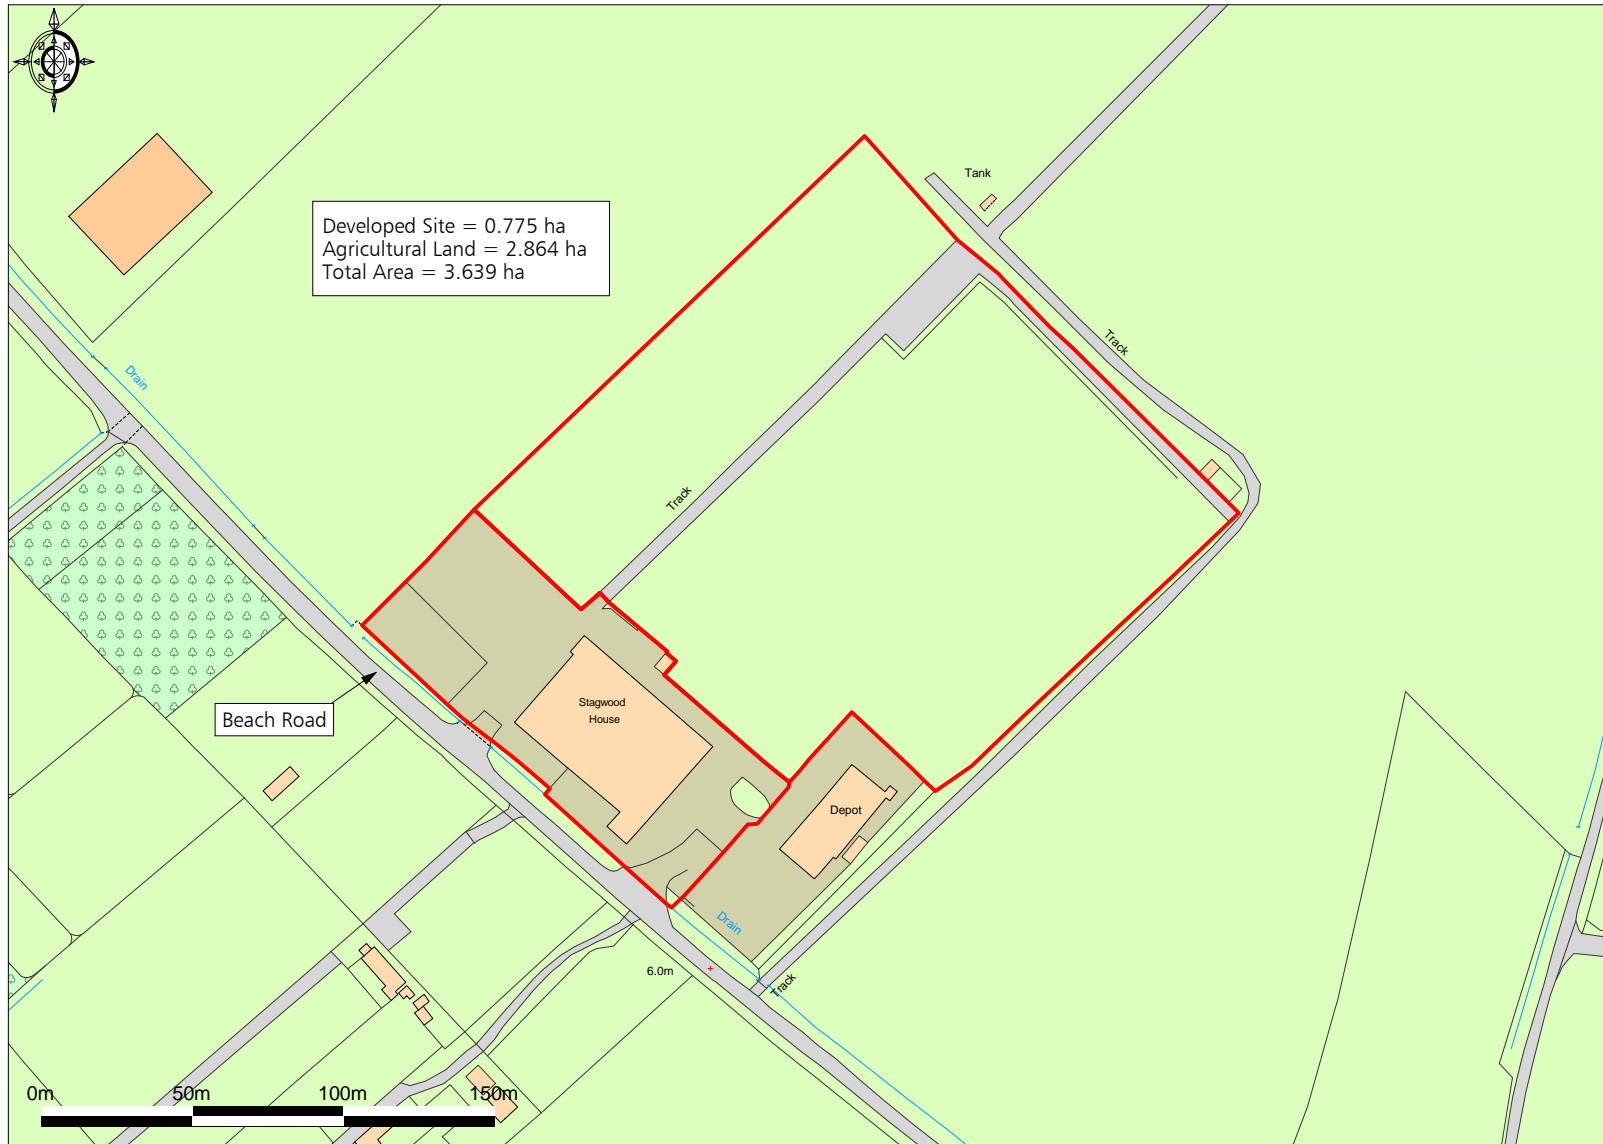 Tank
Developed Site = 0.775 ha
Agricultural Land = 2.864 ha
Total Area = 3.639 ha
Track
Drain
Track
Stagwood
House
Beach Road
Depot
Drain
6.0m
Track
0m 50m 100m 150m